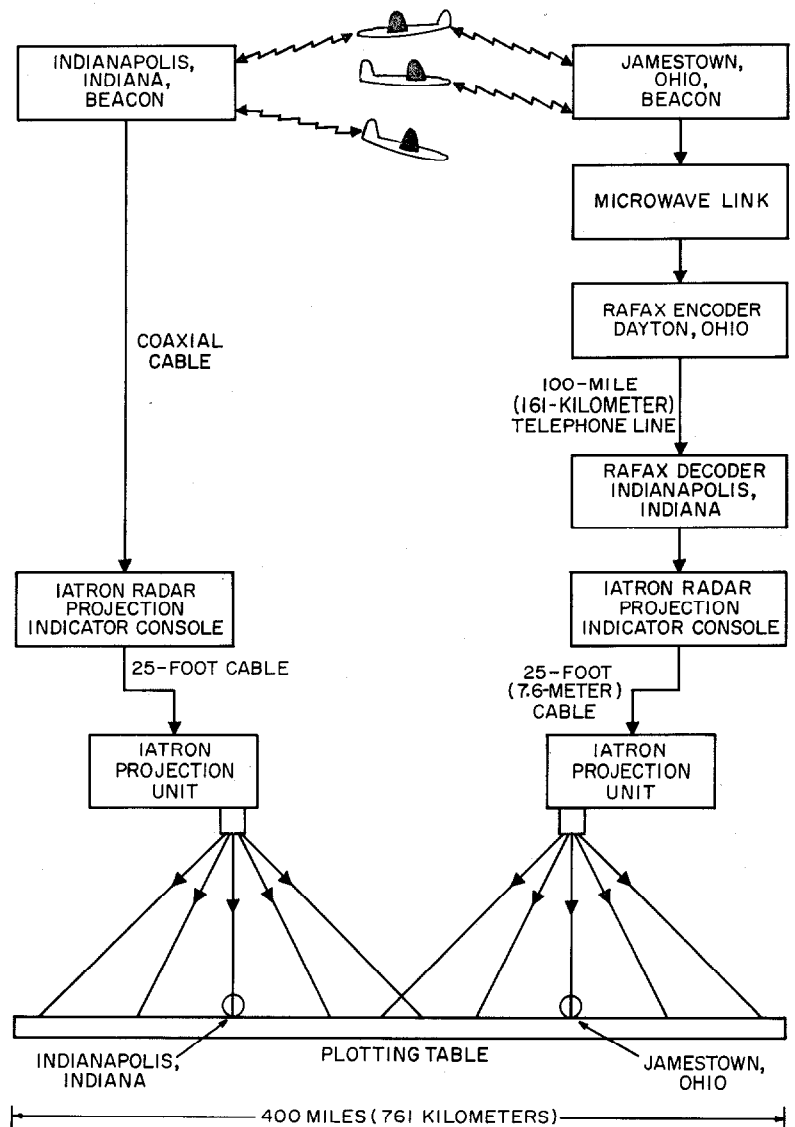 INDIANAPOLIS,
INDIANA,
BEACON
JAMESTOWN,
OHIO,
BEACON
MICROWAVE LINK
RAFAX ENCODER
DAYTON, OHIO
COAXIAL
CABLE
100-MILE
(161-KILOMETER)
TELEPHONE LINE
RAFAX DECODER
INDIANAPOLIS,
INDIANA
IATRON RADAR
PROJECTION
INDICATOR CONSOLE
IATRON RADAR
PROJECTION
INDICATOR CONSOLE
25-FOOT CABLE
25-FOOT
(7.6-METER)
CABLE
IATRON
PROJECTION
UNIT
IATRON
PROJECTION
UNIT
PLOTTING TABLE
INDIANAPOLIS,
INDIANA
JAMESTOWN,
OHIO
400 MILES (761 KILOMETERS)